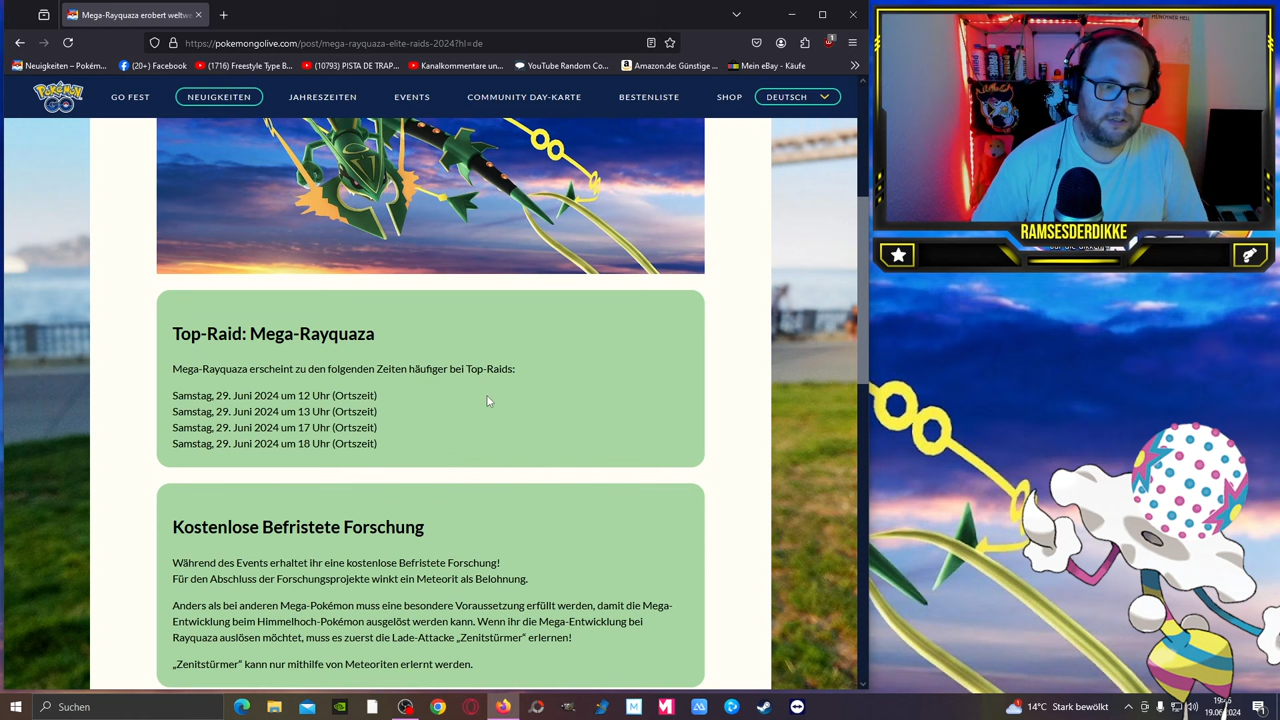 Mega-Rayquaza erobert weltwe
https://pokemongolive.com/post/mega-rayquaza-elite-raids-2024?hl=de
1
Neuigkeiten – Pokém...
(20+) Facebook
(1716) Freestyle Type...
(10793) PISTA DE TRAP...
Kanalkommentare un...
YouTube Random Co...
Amazon.de: Günstige ...
Mein eBay - Käufe
Pokémon GO
GO FEST
NEUIGKEITEN
JAHRESZEITEN
EVENTS
COMMUNITY DAY-KARTE
BESTENLISTE
SHOP
DEUTSCH
RAMSESDERDIKKE
Top-Raid: Mega-Rayquaza
Mega-Rayquaza erscheint zu den folgenden Zeiten häufiger bei Top-Raids:
Samstag, 29. Juni 2024 um 12 Uhr (Ortszeit)
Samstag, 29. Juni 2024 um 13 Uhr (Ortszeit)
Samstag, 29. Juni 2024 um 17 Uhr (Ortszeit)
Samstag, 29. Juni 2024 um 18 Uhr (Ortszeit)
Kostenlose Befristete Forschung
Während des Events erhaltet ihr eine kostenlose Befristete Forschung!
Für den Abschluss der Forschungsprojekte winkt ein Meteorit als Belohnung.
Anders als bei anderen Mega-Pokémon muss eine besondere Voraussetzung erfüllt werden, damit die Mega-
Entwicklung beim Himmelhoch-Pokémon ausgelöst werden kann. Wenn ihr die Mega-Entwicklung bei
Rayquaza auslösen möchtet, muss es zuerst die Lade-Attacke „Zenitstürmer“ erlernen!
„Zenitstürmer“ kann nur mithilfe von Meteoriten erlernt werden.
Suchen
14°C Stark bewölkt